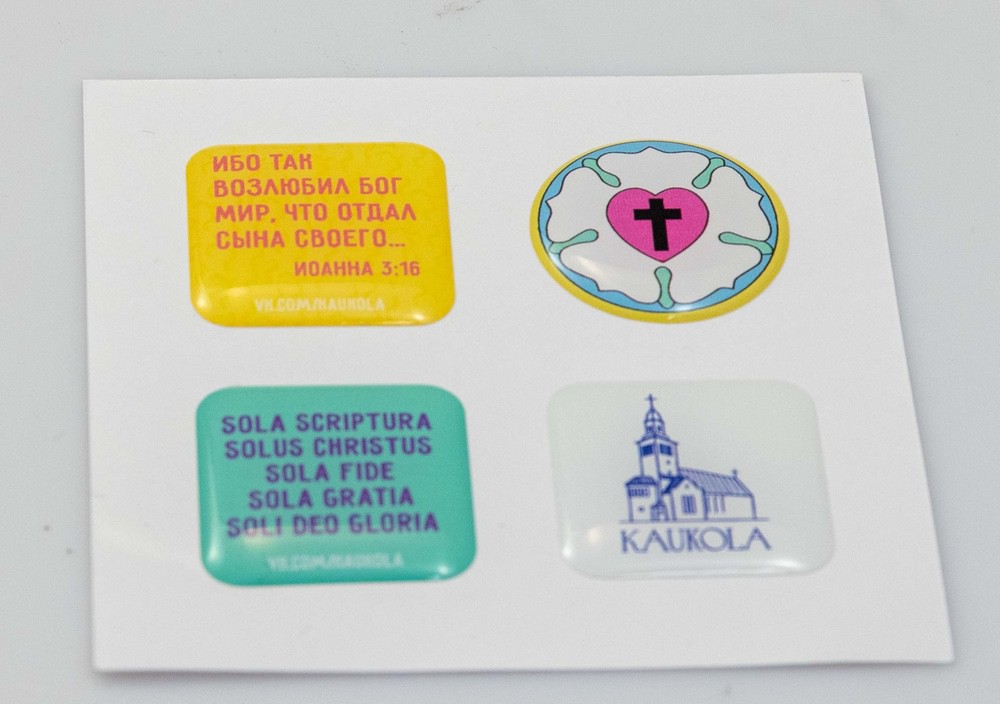 ИБО ТАК
ВОЗЛЮБИЛ БОГ
МИР, ЧТО ОТДАЛ
СЫНА СВОЕГО...
ИОАННА 3:16
VK.COM/KAUKOLA
SOLA SCRIPTURA
SOLUS CHRISTUS
SOLA FIDE
SOLA GRATIA
SOLI DEO GLORIA
VK.COM/KAUKOLA
KAUKOLA